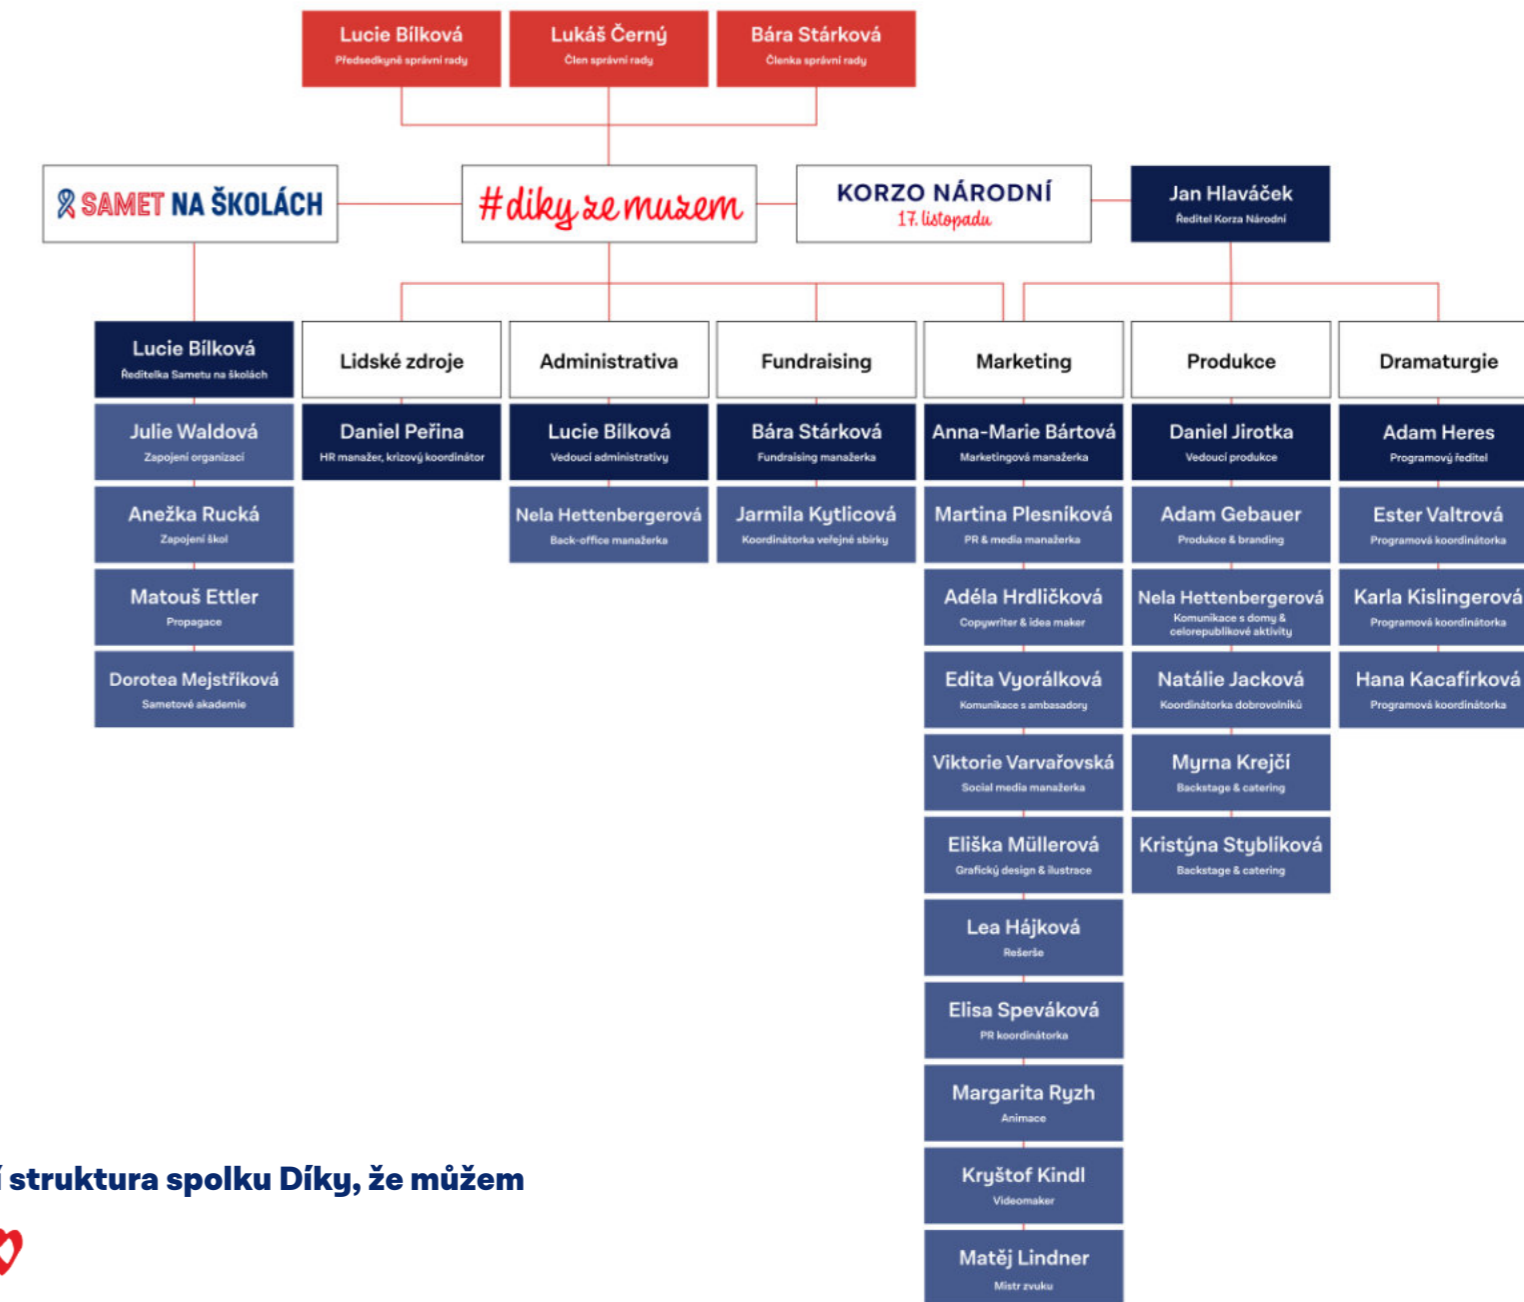 Lucie Bílková
Předsedkyně správní rady
Lukáš Černý
Člen správní rady
Bára Stárková
Členka správní rady
SAMET NA ŠKOLÁCH
#diky ze muzem
KORZO NÁRODNÍ
17. listopadu
Jan Hlaváček
Ředitel Korza Národní
Lucie Bílková
Ředitelka Sametu na školách
Julie Waldová
Zapojení organizací
Anežka Rucká
Zapojení škol
Matouš Ettler
Propagace
Dorotea Mejstříková
Sametové akademie
Lidské zdroje
Daniel Peřina
HR manažer, krizový koordinátor
Administrativa
Lucie Bílková
Vedoucí administrativy
Nela Hettenbergerová
Back-office manažerka
Fundraising
Bára Stárková
Fundraising manažerka
Jarmila Kytlicová
Koordinátorka veřejné sbírky
Marketing
Anna-Marie Bártová
Marketingová manažerka
Martina Plesníková
PR & media manažerka
Adéla Hrdličková
Copywriter & idea maker
Edita Vyorálková
Komunikace s ambasadory
Viktorie Varvařovská
Social media manažerka
Eliška Müllerová
Grafický design & ilustrace
Lea Hájková
Rešerše
Elisa Speváková
PR koordinátorka
Margarita Ryzh
Animace
Kryštof Kindl
Videomaker
Matěj Lindner
Mistr zvuku
Produkce
Daniel Jirotka
Vedoucí produkce
Adam Gebauer
Produkce & branding
Nela Hettenbergerová
Komunikace s domy &
celorepublikové aktivity
Natálie Jacková
Koordinátorka dobrovolníků
Myrna Krejčí
Backstage & catering
Kristýna Styblíková
Backstage & catering
Dramaturgie
Adam Heres
Programový ředitel
Ester Valtrová
Programová koordinátorka
Karla Kislingerová
Programová koordinátorka
Hana Kacafírková
Programová koordinátorka
í struktura spolku Díky, že můžem